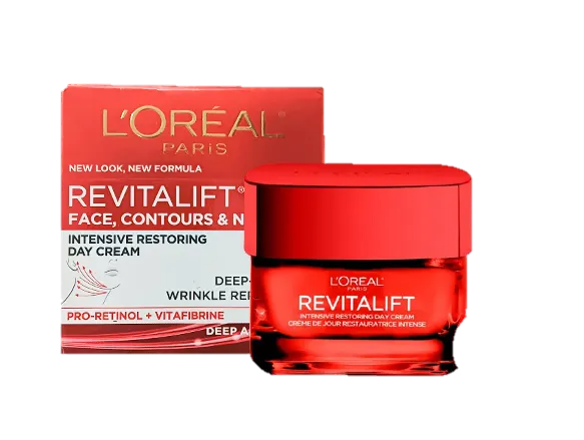 L'ORÉAL®
PARIS
NEW LOOK, NEW FORMULA
REVITALIFT®
FACE, CONTOURS & N
INTENSIVE RESTORING
DAY CREAM
DEEP-
WRINKLE RE
PRO-RETINOL + VITAFIBRINE
DEEP A
L'ORÉAL
PARIS
REVITALIFT
INTENSIVE RESTORING DAY CREAM
CRÈME DE JOUR RESTAURATRICE INTENSE